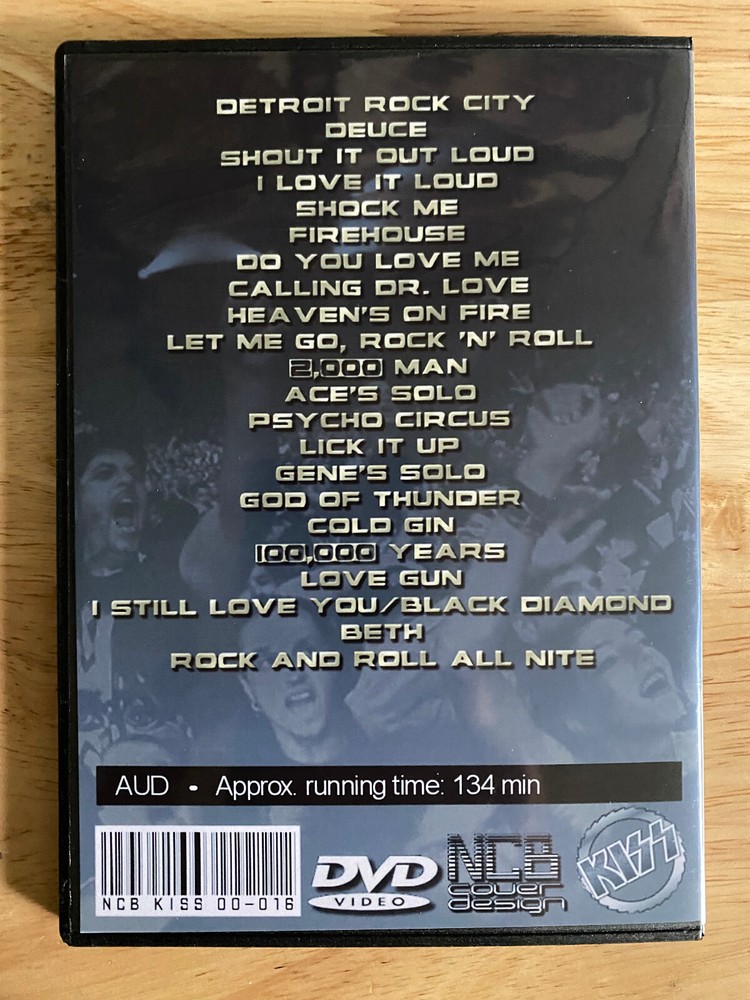 DETROIT ROCK CITY
DEUCE
SHOUT IT OUT LOUD
I LOVE IT LOUD
SHOCK ME
FIREHOUSE
DO YOU LOVE ME
CALLING DR. LOVE
HEAVEN'S ON FIRE
LET ME GO, ROCK 'N' ROLL
2,000 MAN
ACE'S SOLO
PSYCHO CIRCUS
LICK IT UP
GENE'S SOLO
GOD OF THUNDER
COLD GIN
100,000 YEARS
LOVE GUN
I STILL LOVE YOU/BLACK DIAMOND
BETH
ROCK AND ROLL ALL NITE
AUD • Approx. running time: 134 min
NCB KISS 00-016
DVD
VIDEO
NCB
cover
design
KISS